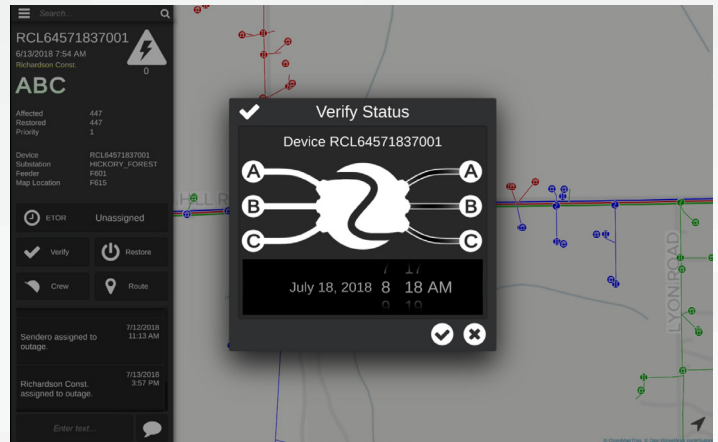 Search...
RCL64571837001
6/13/2018 7:54 AM
Richardson Const.
0
ABC
Affected 447
Restored 447
Priority 1
Device RCL64571837001
Substation HICKORY_FOREST
Feeder F601
Map Location F615
ETOR Unassigned
Verify
Restore
Crew
Route
7/12/2018
11:13 AM
Sendero assigned to
outage.
7/13/2018
3:57 PM
Richardson Const.
assigned to outage.
Enter text...
Verify Status
Device RCL64571837001
A A
B B
C C
7 17
July 18, 2018 8 18 AM
9 19
HILL R
LYON ROAD